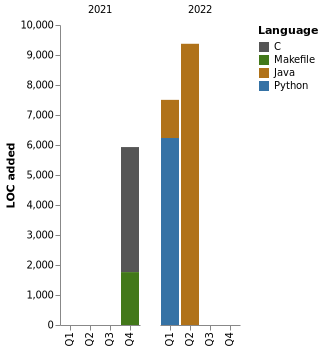 2021 2022
Language
C
Makefile
Java
Python
LOC added
10,000
9,000
8,000
7,000
6,000
5,000
4,000
3,000
2,000
1,000
0
Q1 Q2 Q3 Q4 Q1 Q2 Q3 Q4